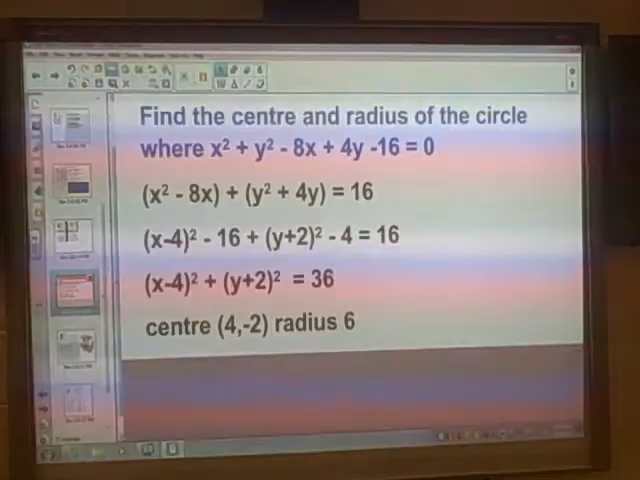 Find the centre and radius of the circle
where x² + y² - 8x + 4y -16 = 0
(x² - 8x) + (y² + 4y) = 16
(x-4)² - 16 + (y+2)² - 4 = 16
(x-4)² + (y+2)² = 36
centre (4,-2) radius 6